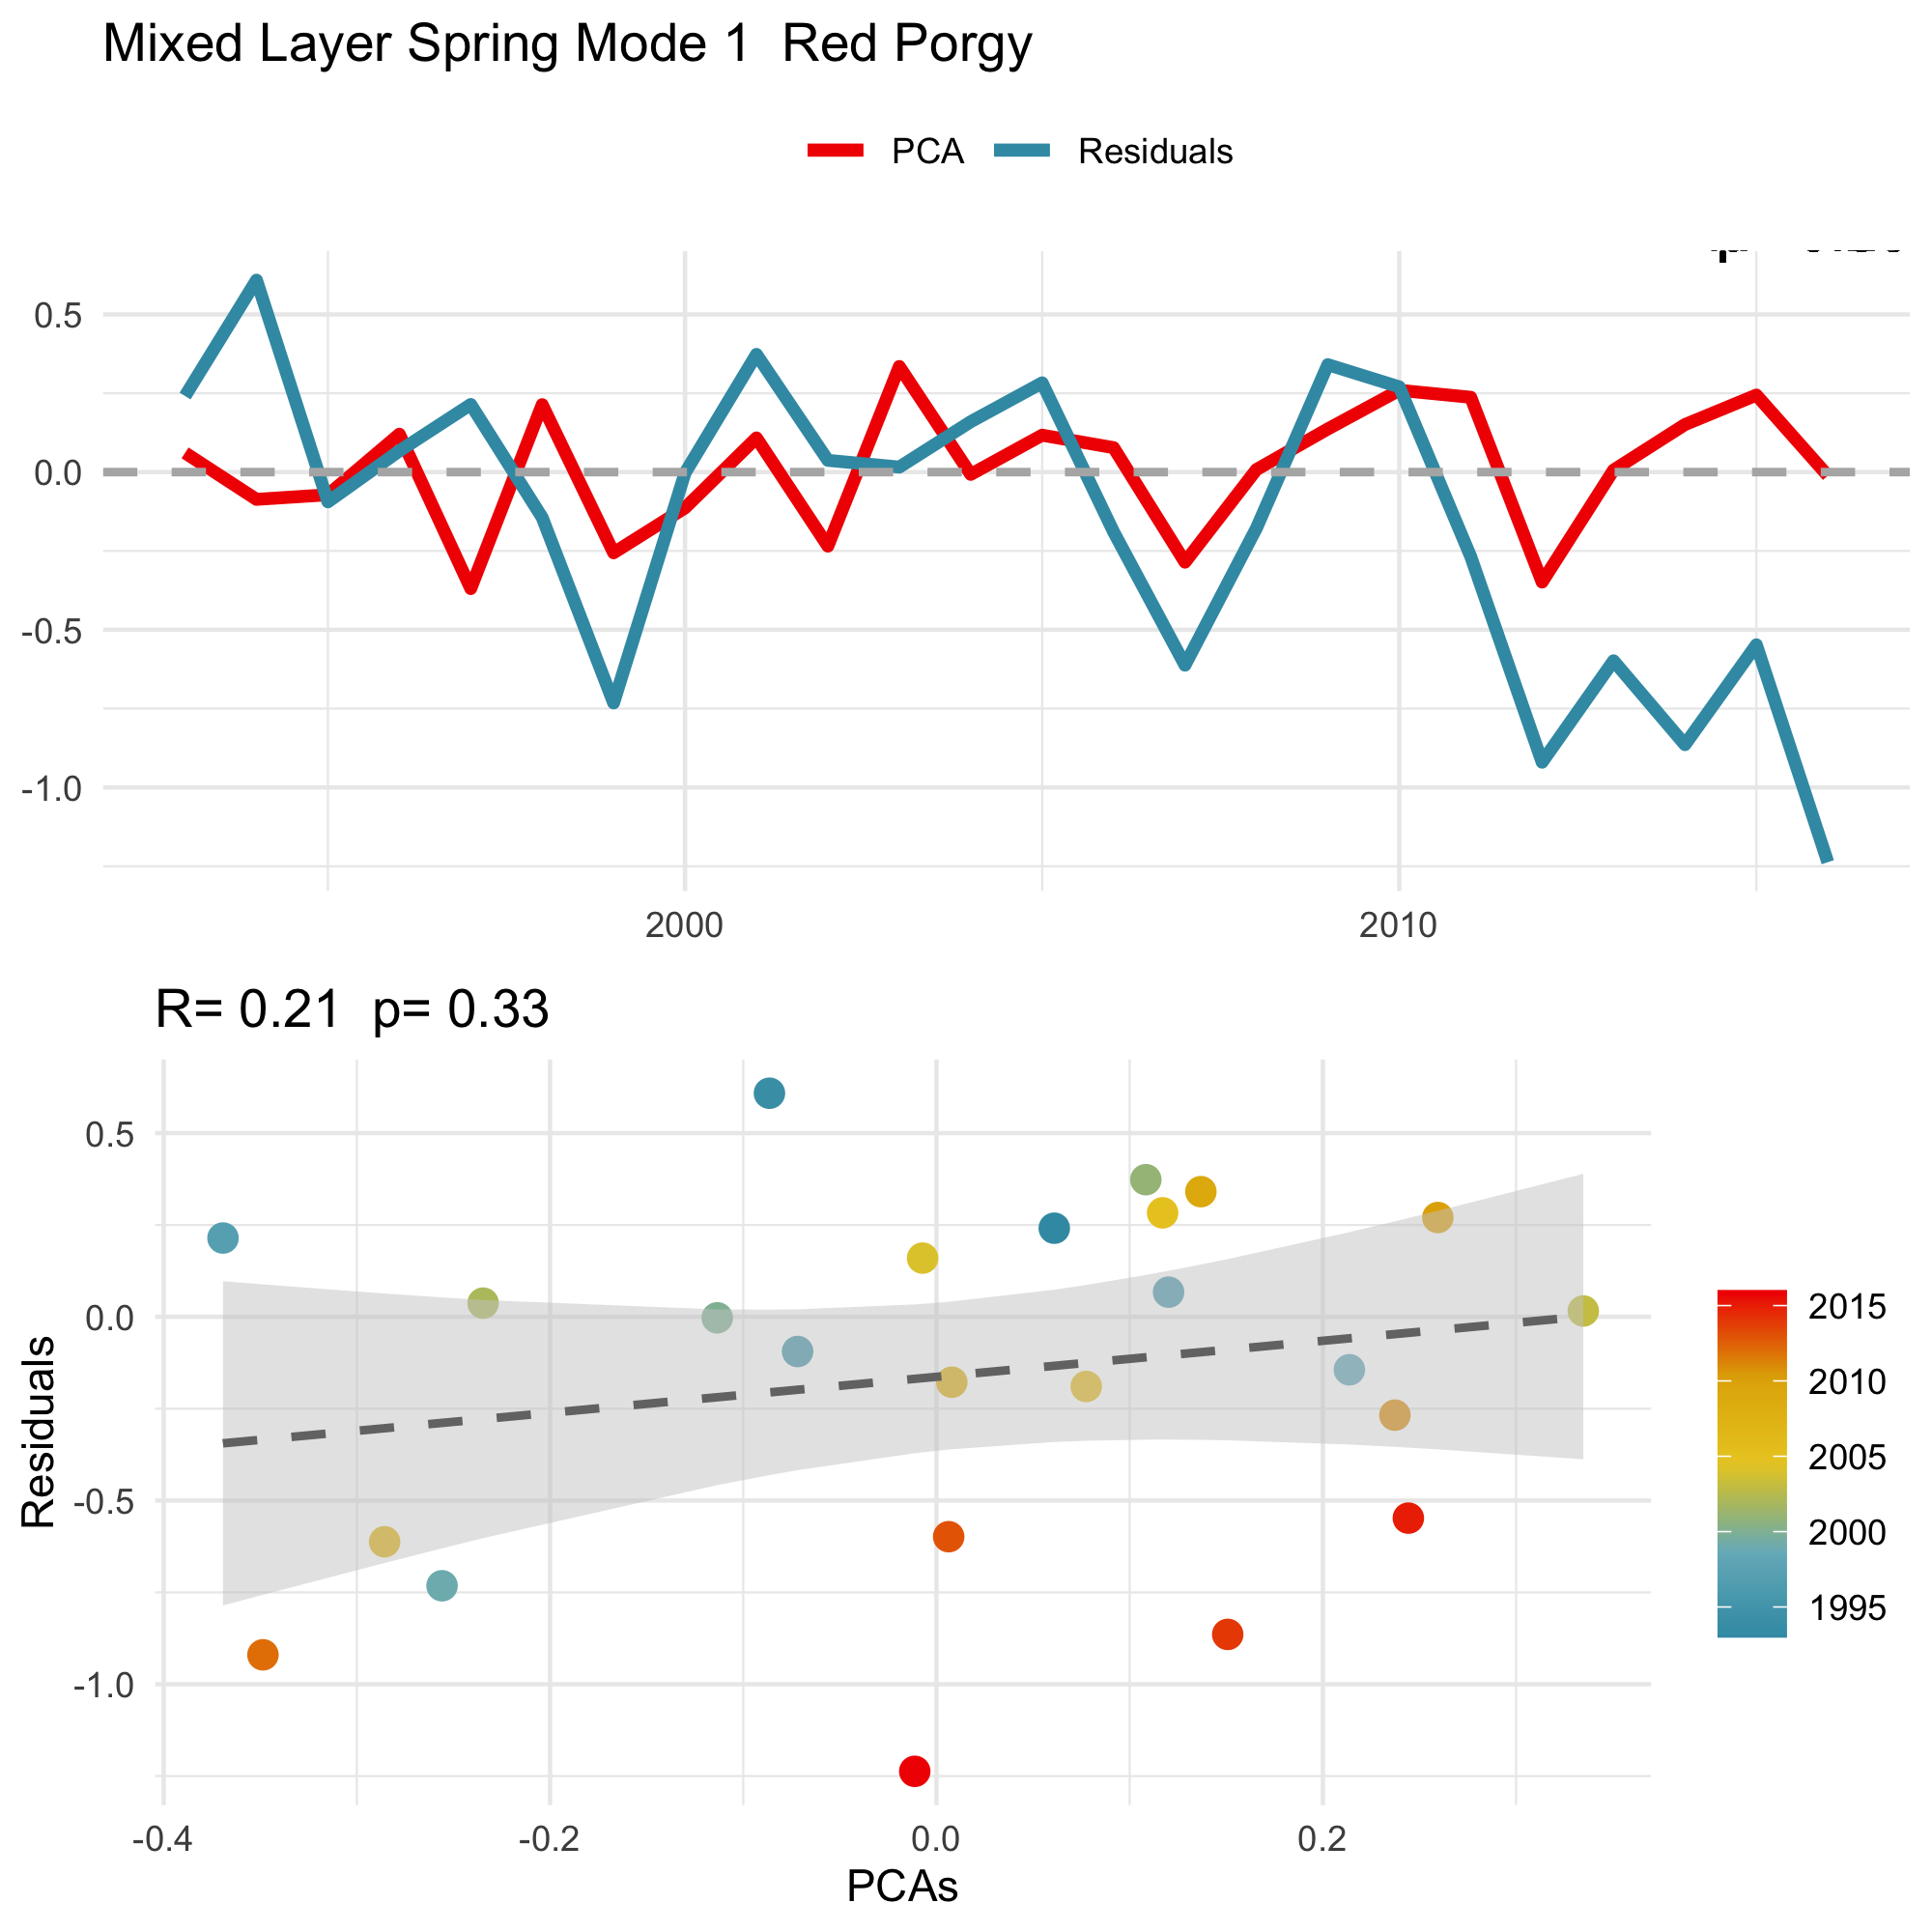 Mixed Layer Spring Mode 1  Red Porgy
PCA Residuals
0.5
0.0
-0.5
-1.0
2000 2010
R= 0.21  p= 0.33
Residuals
0.5
0.0
-0.5
-1.0
-0.4 -0.2 0.0 0.2
PCAs
2015
2010
2005
2000
1995